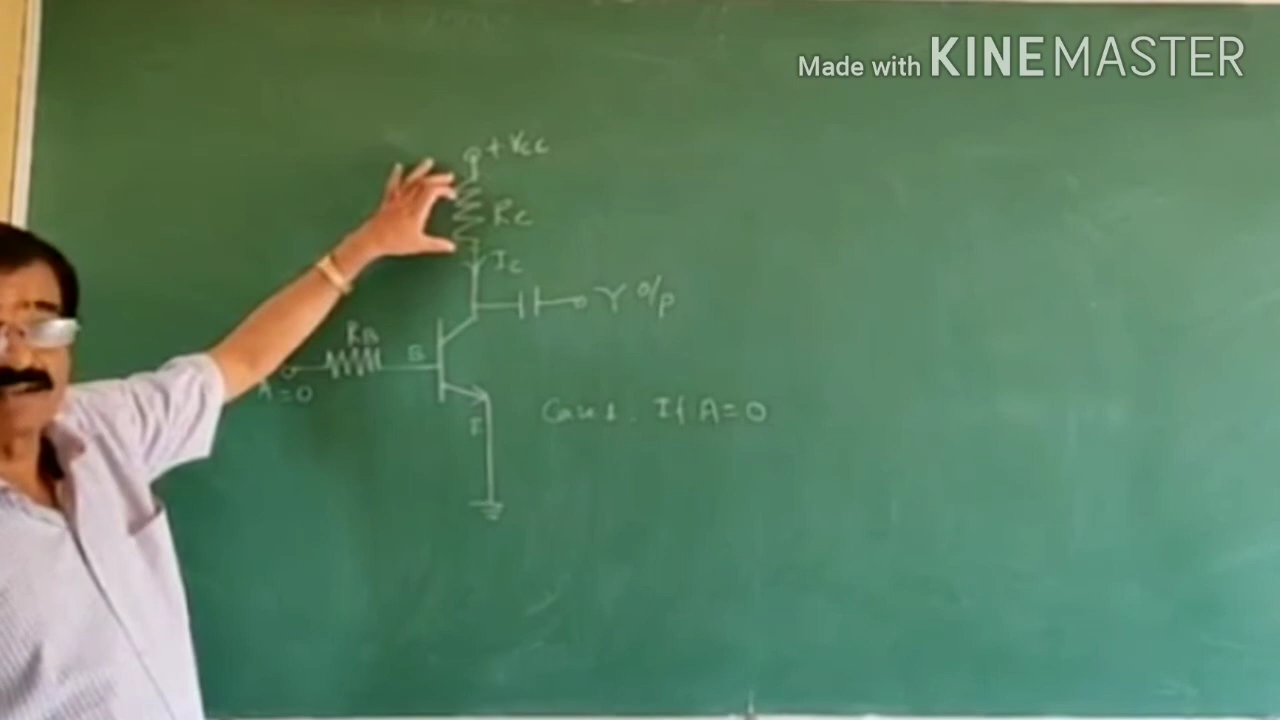 Made with KINEMASTER
+ Vcc
Rc
Ic
Y o/p
RB
B
A = 0
E
Case 1. If A = 0